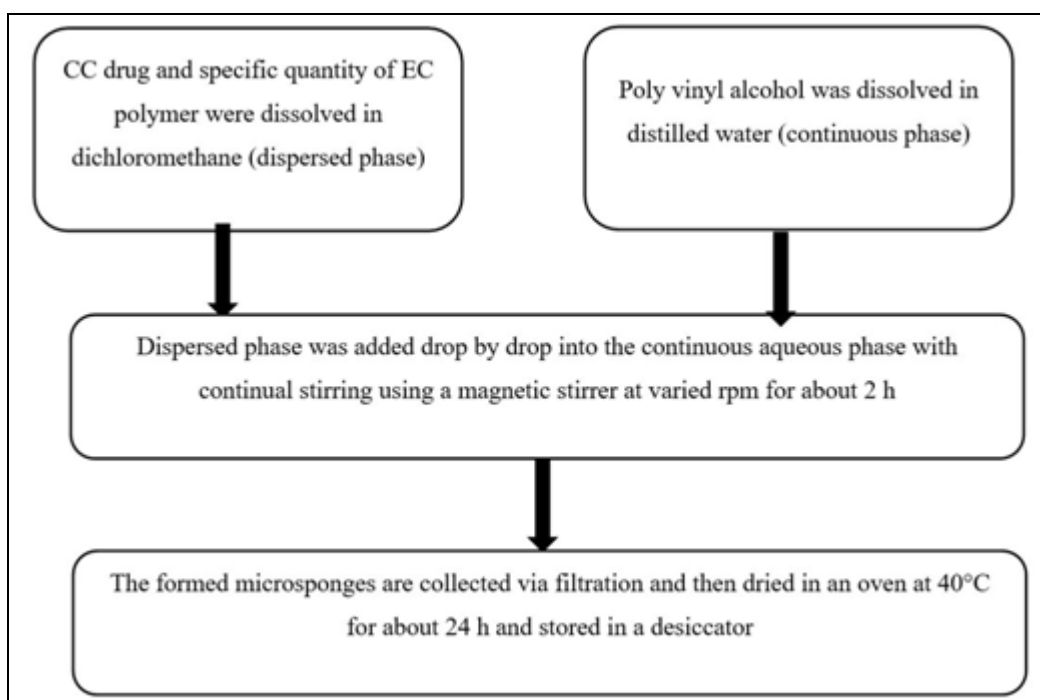 CC drug and specific quantity of EC
polymer were dissolved in
dichloromethane (dispersed phase)
Poly vinyl alcohol was dissolved in
distilled water (continuous phase)
Dispersed phase was added drop by drop into the continuous aqueous phase with
continual stirring using a magnetic stirrer at varied rpm for about 2 h
The formed microsponges are collected via filtration and then dried in an oven at 40°C
for about 24 h and stored in a desiccator